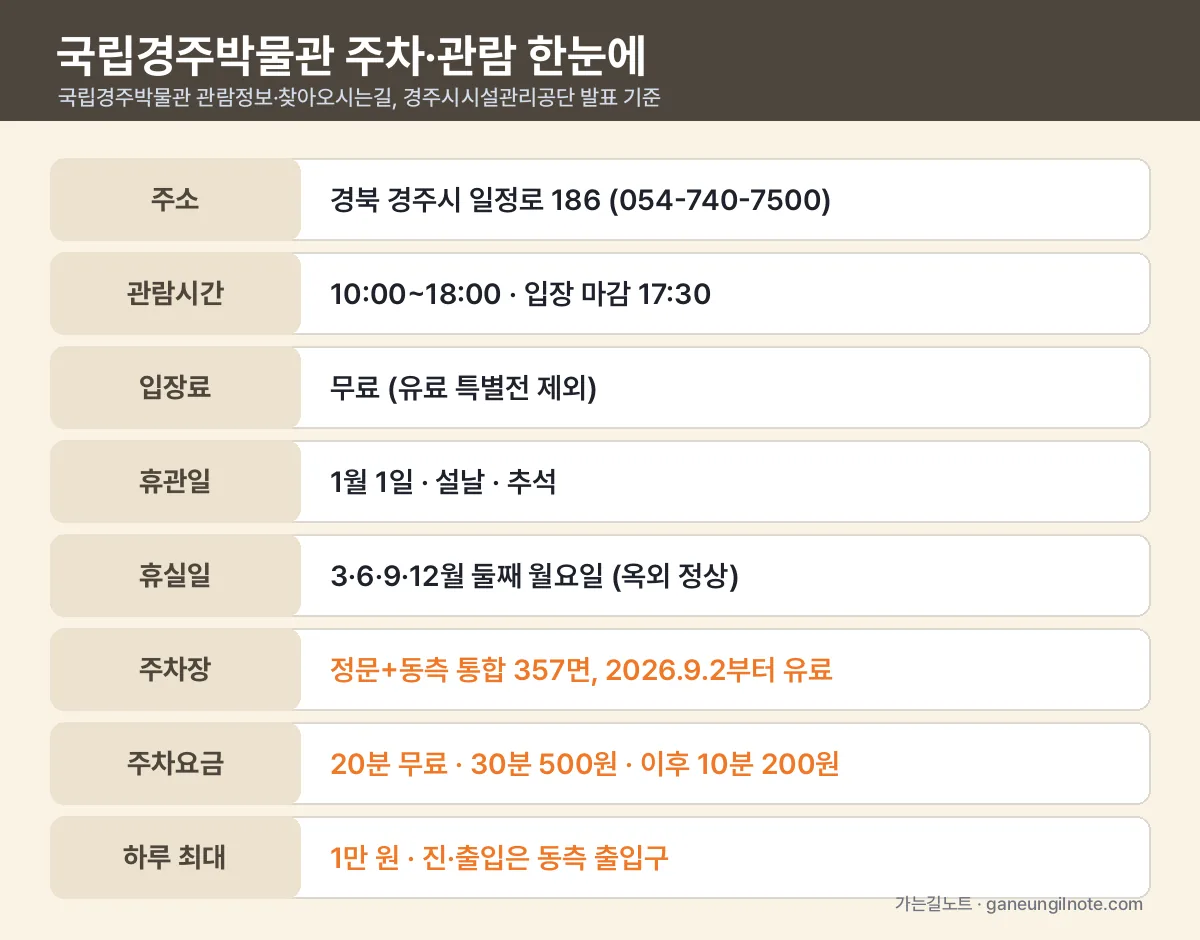 국립경주박물관 주차·관람 한눈에
국립경주박물관 관람정보·찾아오시는길, 경주시시설관리공단 발표 기준
주소
경북 경주시 일정로 186 (054-740-7500)
관람시간
10:00~18:00 · 입장 마감 17:30
입장료
무료 (유료 특별전 제외)
휴관일
1월 1일 · 설날 · 추석
휴실일
3·6·9·12월 둘째 월요일 (옥외 정상)
주차장
정문+동측 통합 357면, 2026.9.2부터 유료
주차요금
20분 무료 · 30분 500원 · 이후 10분 200원
하루 최대
1만 원 · 진·출입은 동측 출입구
가는길노트 · ganeungilnote.com